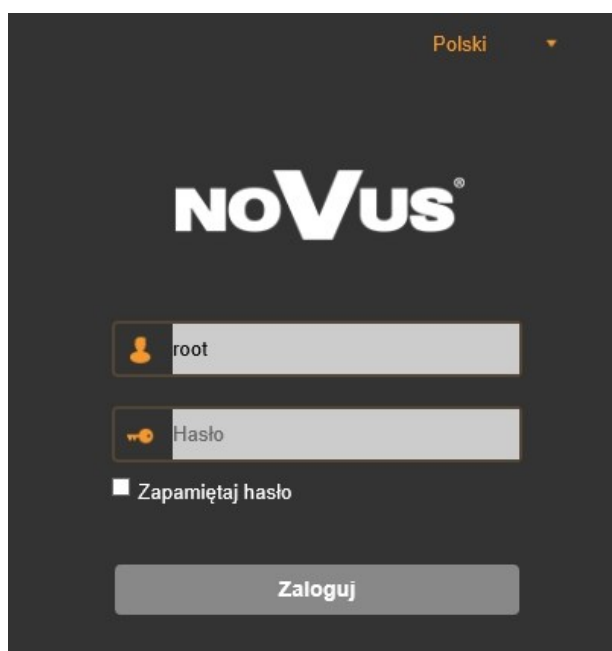 Polski
NOVUS®
root
Hasło
Zapamiętaj hasło
Zaloguj